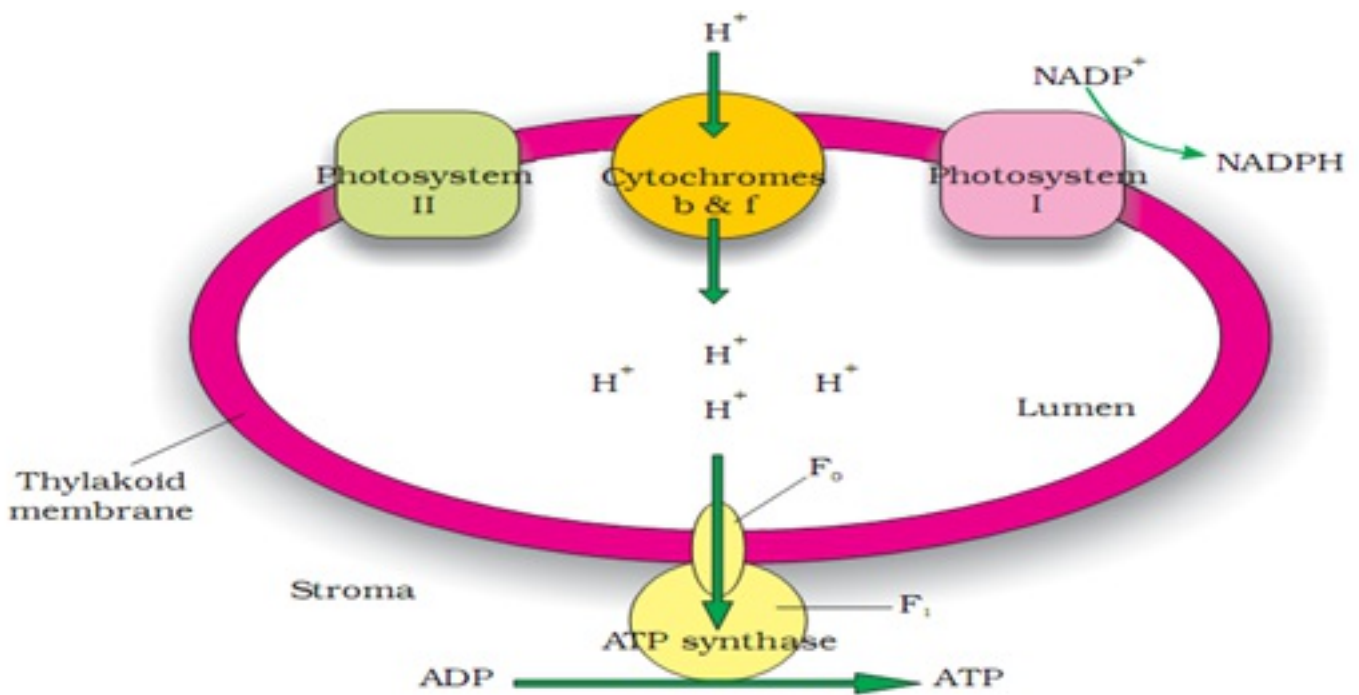 H⁺
NADP⁺
NADPH
Photosystem
II
Cytochromes
b & f
Photosystem
I
H⁺
H⁺
H⁺
H⁺
Lumen
Thylakoid
membrane
F₀
Stroma
F₁
ATP synthase
ADP
ATP